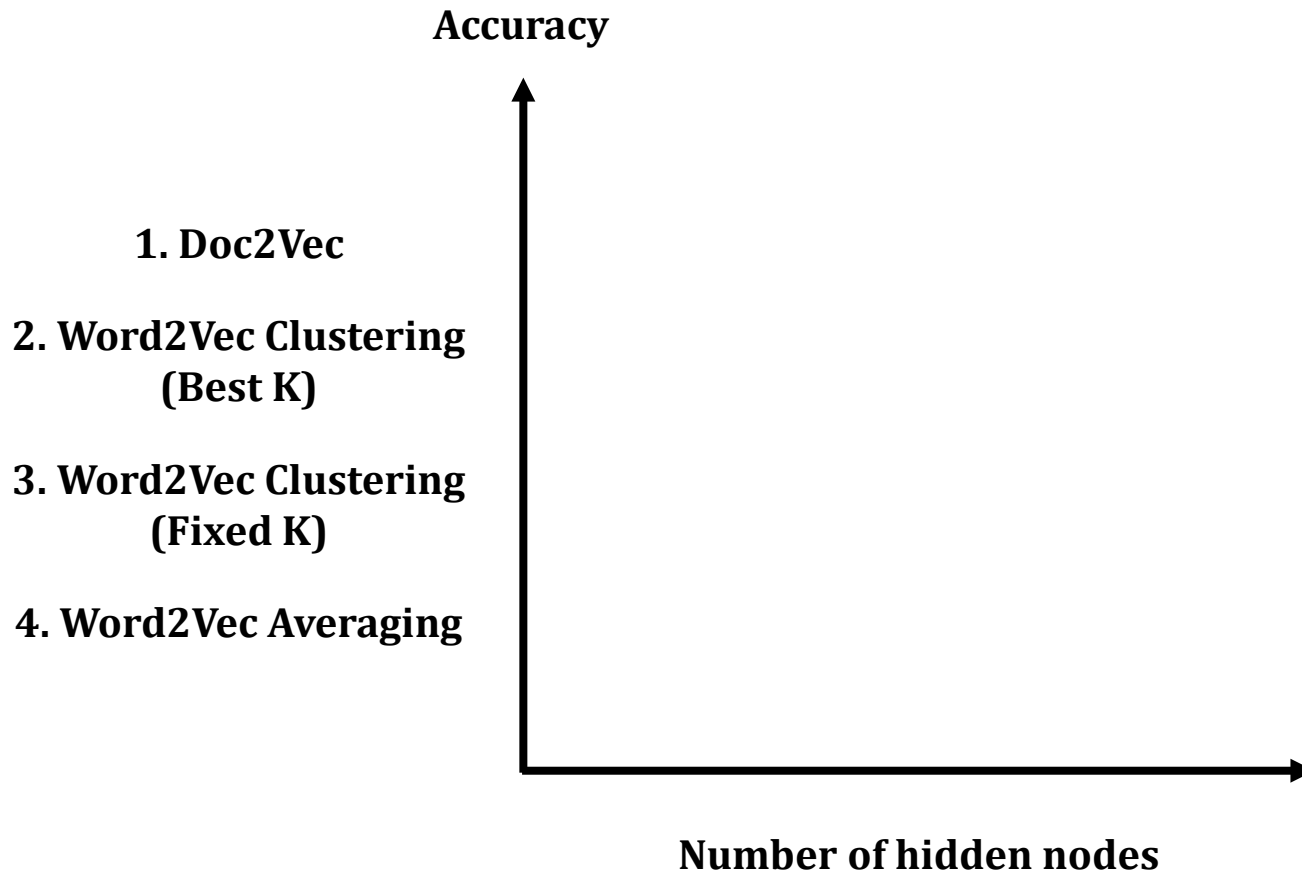 Accuracy
1. Doc2Vec
2. Word2Vec Clustering
(Best K)
3. Word2Vec Clustering
(Fixed K)
4. Word2Vec Averaging
Number of hidden nodes